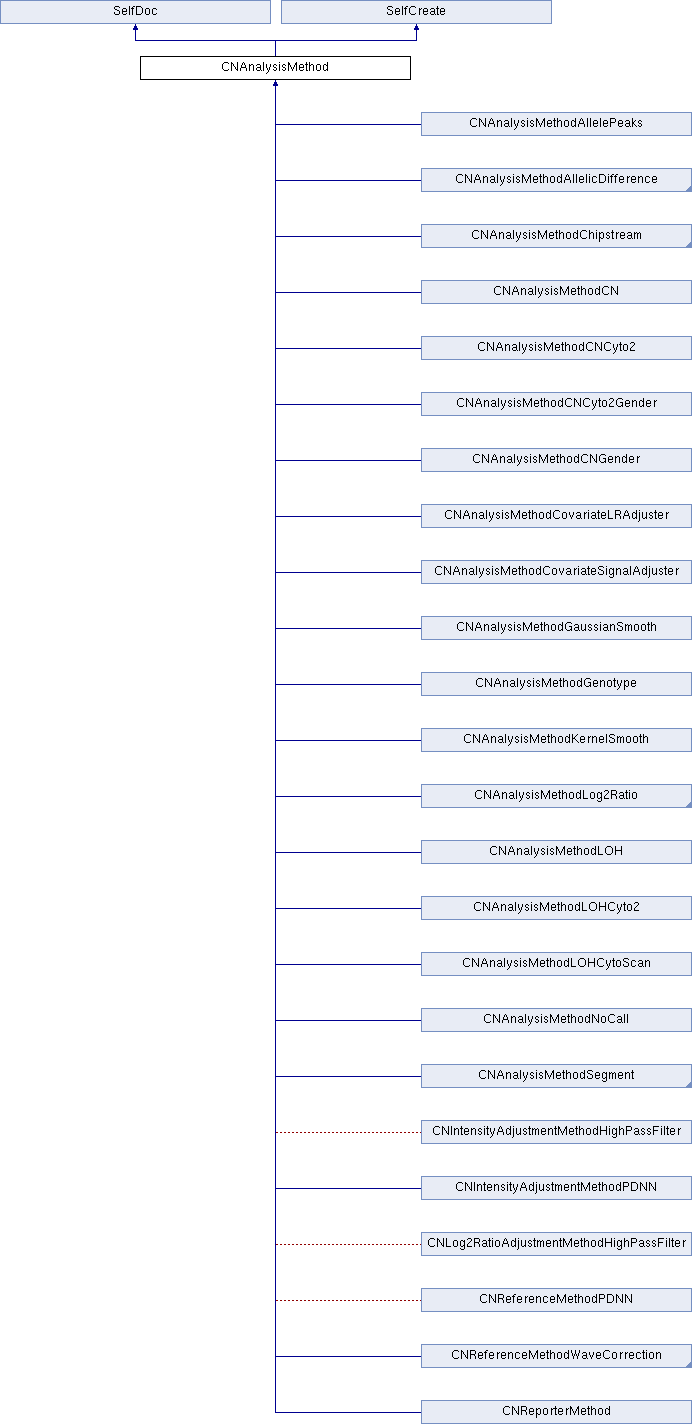 SelfDoc
SelfCreate
CNAnalysisMethod
CNAnalysisMethodAllelePeaks
CNAnalysisMethodAllelicDifference
CNAnalysisMethodChipstream
CNAnalysisMethodCN
CNAnalysisMethodCNCyto2
CNAnalysisMethodCNCyto2Gender
CNAnalysisMethodCNGender
CNAnalysisMethodCovariateLRAdjuster
CNAnalysisMethodCovariateSignalAdjuster
CNAnalysisMethodGaussianSmooth
CNAnalysisMethodGenotype
CNAnalysisMethodKernelSmooth
CNAnalysisMethodLog2Ratio
CNAnalysisMethodLOH
CNAnalysisMethodLOHCyto2
CNAnalysisMethodLOHCytoScan
CNAnalysisMethodNoCall
CNAnalysisMethodSegment
CNIntensityAdjustmentMethodHighPassFilter
CNIntensityAdjustmentMethodPDNN
CNLog2RatioAdjustmentMethodHighPassFilter
CNReferenceMethodPDNN
CNReferenceMethodWaveCorrection
CNReporterMethod